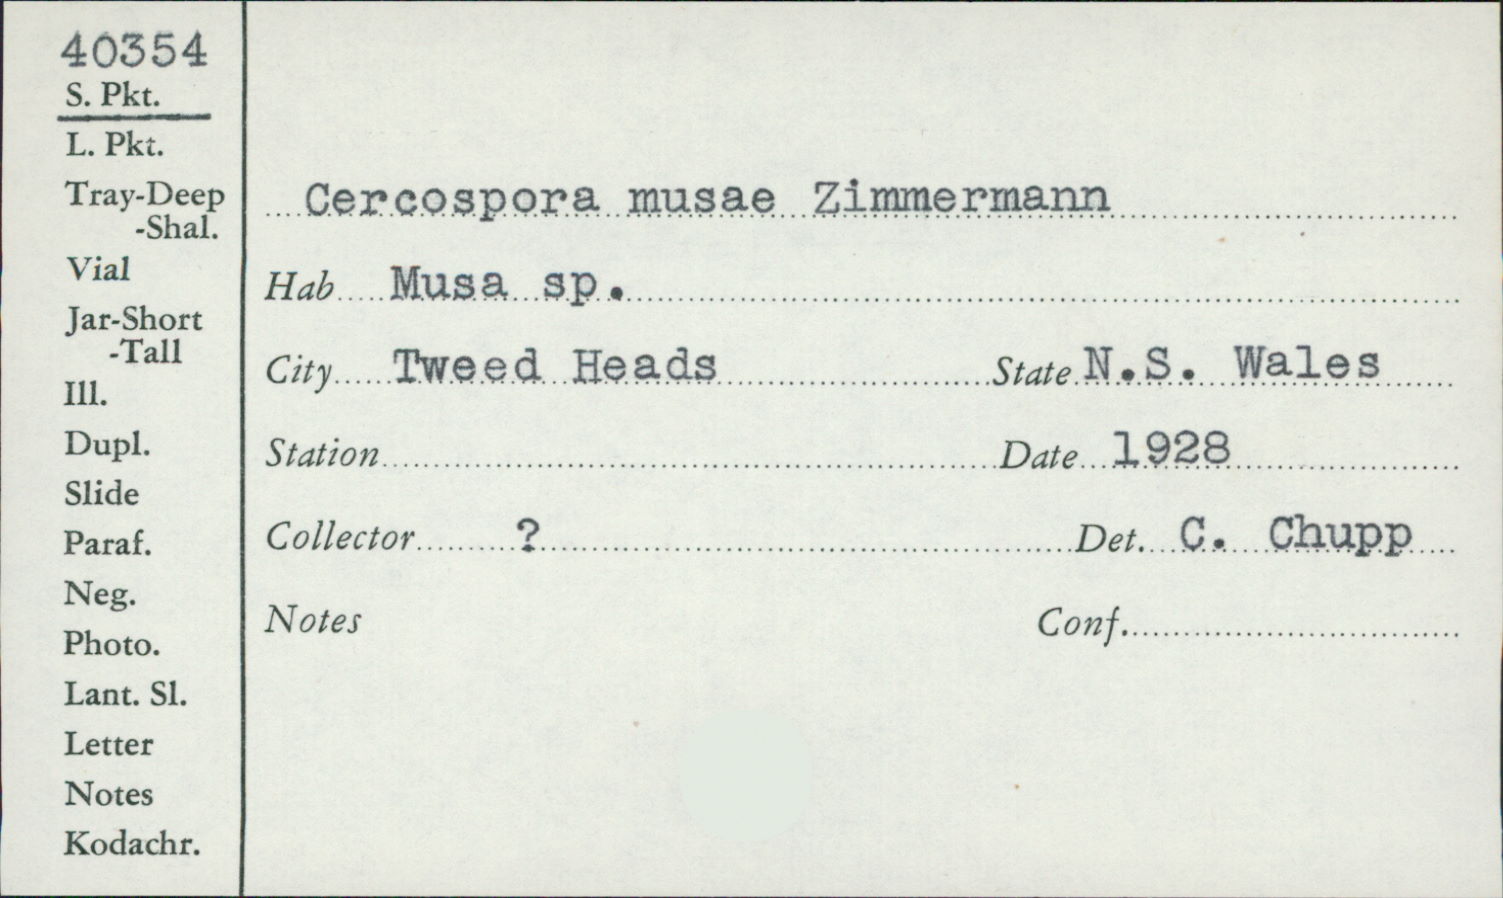 40354
S. Pkt.
L. Pkt.
Tray-Deep
-Shal.
Vial
Jar-Short
-Tall
Ill.
Dupl.
Slide
Paraf.
Neg.
Photo.
Lant. Sl.
Letter
Notes
Kodachr.
Cercospora musae Zimmermann
Hab Musa sp.
City Tweed Heads State N.S. Wales
Station Date 1928
Collector ? Det. C. Chupp
Notes Conf.